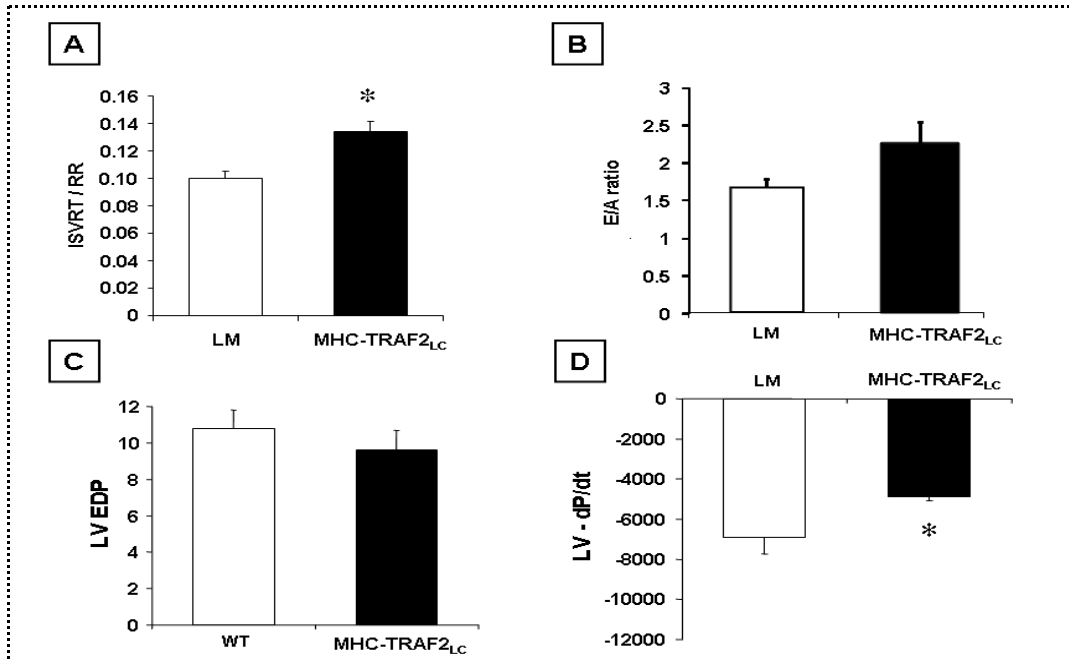 A
ISVRT / RR
0.16
0.14
0.12
0.10
0.08
0.06
0.04
0.02
0
*
LM
MHC-TRAF2LC
B
E/A ratio
3
2.5
2
1.5
1
0.5
0
LM
MHC-TRAF2LC
C
LV EDP
12
10
8
6
4
2
0
WT
MHC-TRAF2LC
D
LM
MHC-TRAF2LC
LV - dP/dt
0
-2000
-4000
-6000
-8000
-10000
-12000
*